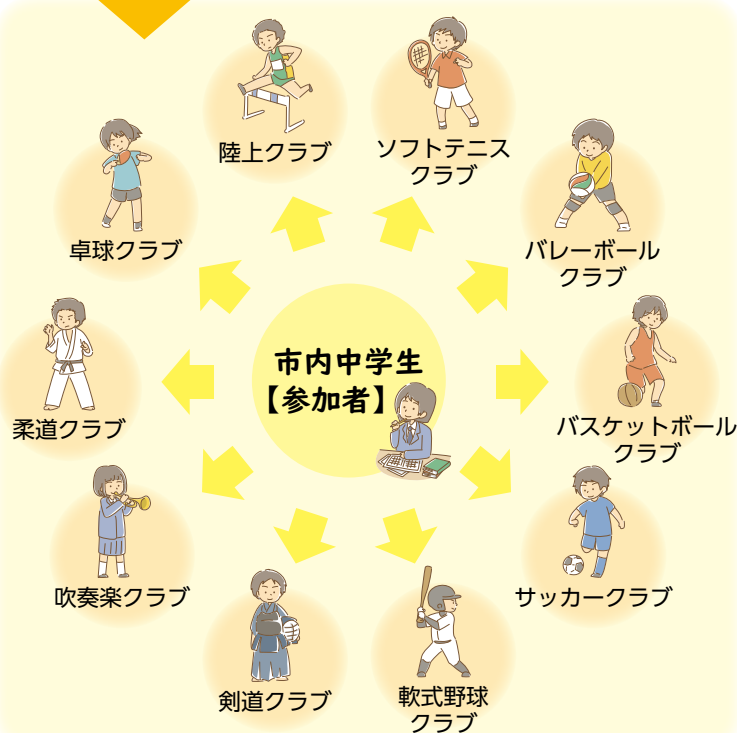 陸上クラブ
ソフトテニス
クラブ
卓球クラブ
バレーボール
クラブ
市内中学生
【参加者】
柔道クラブ
バスケットボール
クラブ
吹奏楽クラブ
サッカークラブ
剣道クラブ
軟式野球
クラブ